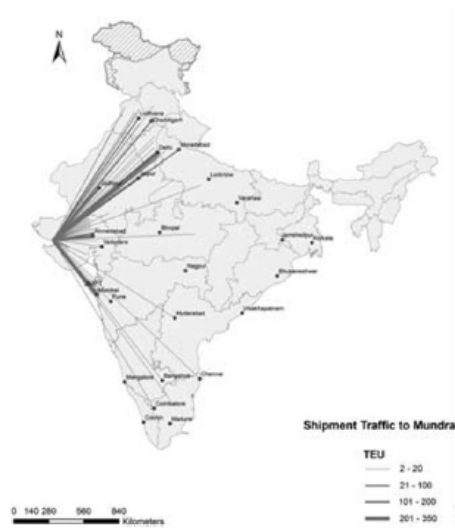 N
Ludhiana
Chandigarh
Delhi
Moradabad
Jaipur
Lucknow
Jodhpur
Varanasi
Ahmedabad
Bhopal
Vadodara
Jamshedpur
Kolkata
Nagpur
Bhubaneshwar
Mumbai
Pune
Hyderabad
Visakhapatnam
Mangalore
Bangalore
Chennai
Coimbatore
Cochin
Madurai
Shipment Traffic to Mundra
TEU
2 - 20
21 - 100
101 - 200
201 - 350
0 140 280 560 840
Kilometers